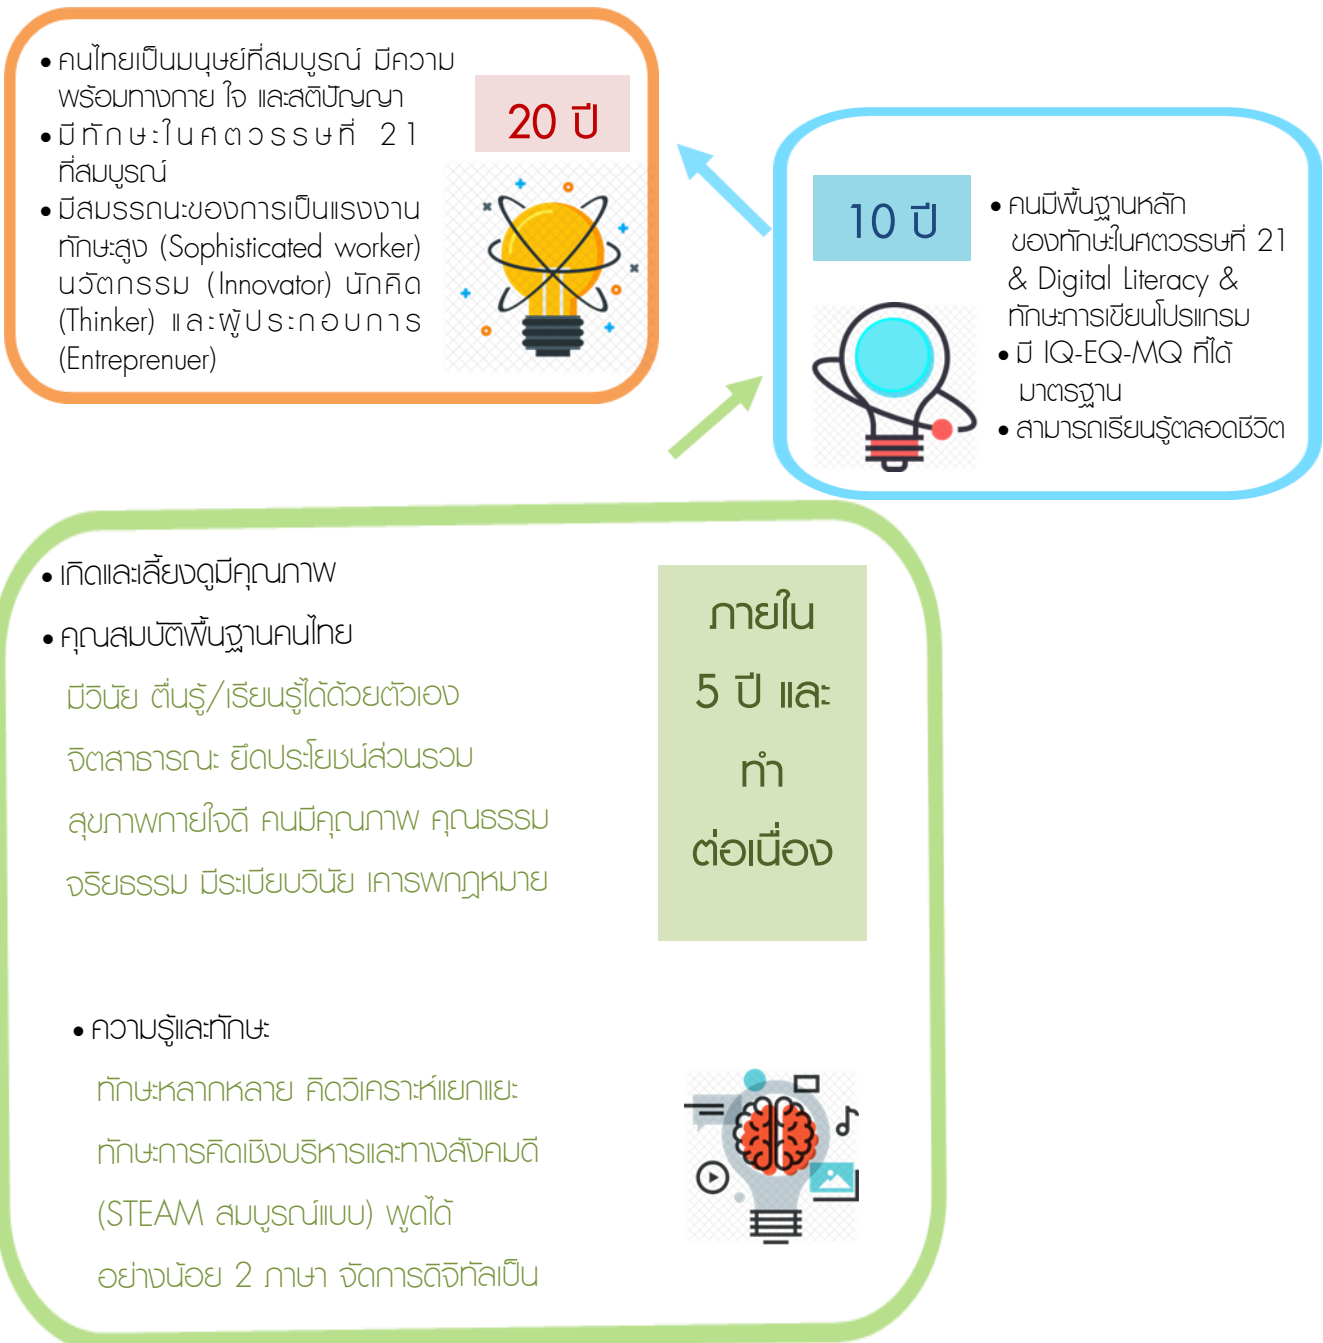 • คนไทยเป็นมนุษย์ที่สมบูรณ์ มีความ
พร้อมทางกาย ใจ และสติปัญญา
• มีทักษะในศตวรรษที่ 21
ที่สมบูรณ์
• มีสมรรถนะของการเป็นแรงงาน
ทักษะสูง (Sophisticated worker)
นวัตกรรม (Innovator) นักคิด
(Thinker) และผู้ประกอบการ
(Entreprenuer)
20 ปี
10 ปี
• คนมีพื้นฐานหลัก
ของทักษะในศตวรรษที่ 21
& Digital Literacy &
ทักษะการเขียนโปรแกรม
• มี IQ-EQ-MQ ที่ได้
มาตรฐาน
• สามารถเรียนรู้ตลอดชีวิต
• เกิดและเลี้ยงดูมีคุณภาพ
• คุณสมบัติพื้นฐานคนไทย
มีวินัย ตื่นรู้/เรียนรู้ได้ด้วยตัวเอง
จิตสาธารณะ ยึดประโยชน์ส่วนรวม
สุขภาพกายใจดี คนมีคุณภาพ คุณธรรม
จริยธรรม มีระเบียบวินัย เคารพกฎหมาย
ภายใน
5 ปี และ
ทำ
ต่อเนื่อง
• ความรู้และทักษะ
ทักษะหลากหลาย คิดวิเคราะห์แยกแยะ
ทักษะการคิดเชิงบริหารและทางสังคมดี
(STEAM สมบูรณ์แบบ) พูดได้
อย่างน้อย 2 ภาษา จัดการดิจิทัลเป็น